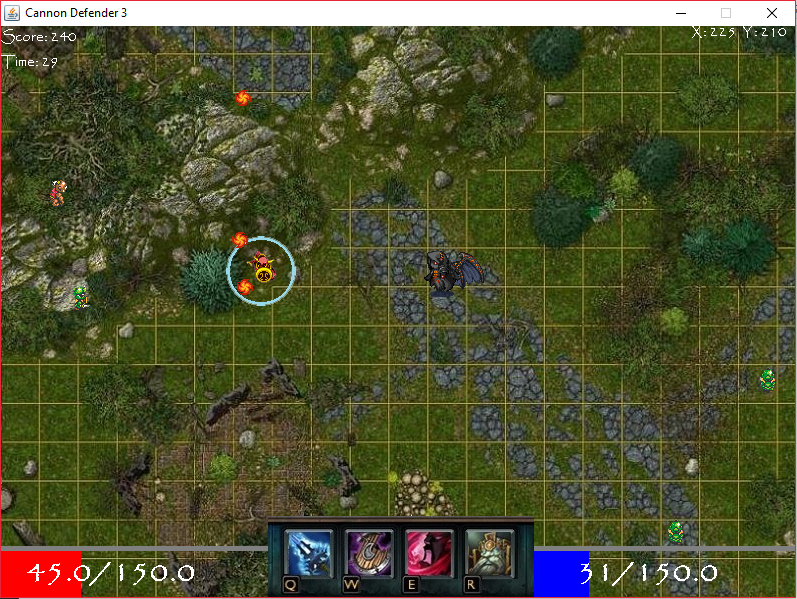 Cannon Defender 3
Score: 240
X: 225 Y: 210
Time: 29
Q W E R
45.0/150.0
31/150.0